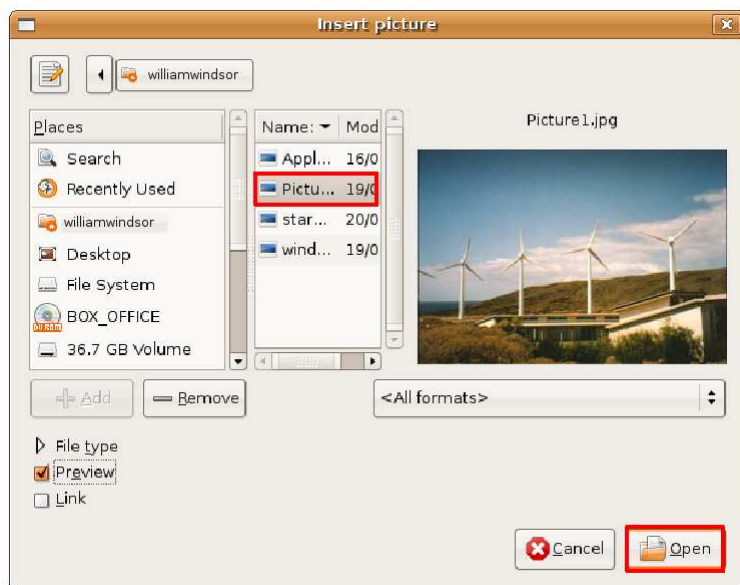 Insert picture
williamwindsor
Places
Search
Recently Used
williamwindsor
Desktop
File System
BOX_OFFICE
36.7 GB Volume
Name: Mod
Appl... 16/0
Pictu... 19/0
star... 20/0
wind... 19/0
Picture1.jpg
Add
Remove
<All formats>
File type
Preview
Link
Cancel
Open